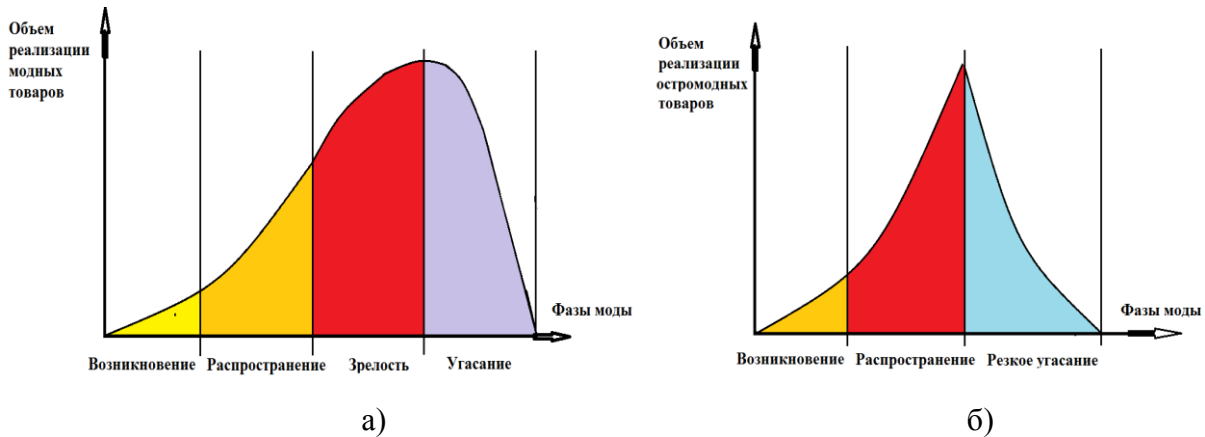 Объем
реализации
модных
товаров
Фазы моды
Возникновение Распространение Зрелость Угасание
а)
Объем
реализации
остромодных
товаров
Фазы моды
Возникновение Распространение Резкое угасание
б)